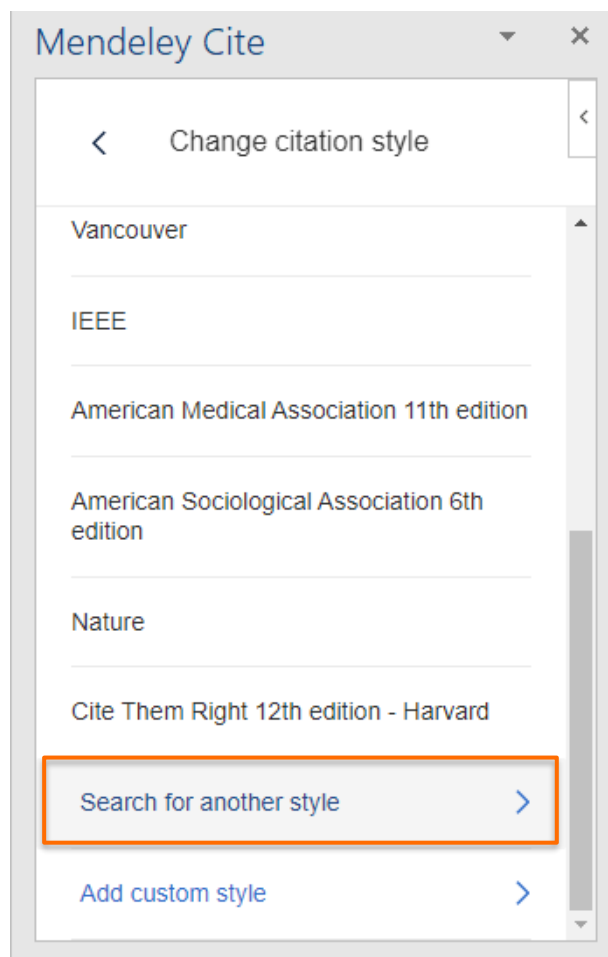 Mendeley Cite
Change citation style
Vancouver
IEEE
American Medical Association 11th edition
American Sociological Association 6th
edition
Nature
Cite Them Right 12th edition - Harvard
Search for another style
Add custom style